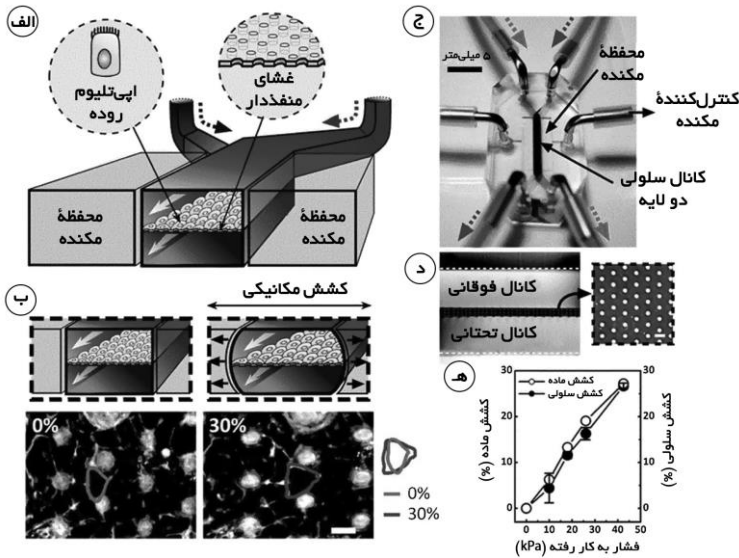 الف
اپی‌تلیوم
روده
غشای
منفذدار
محفظهٔ
مکنده
محفظهٔ
مکنده
ج
۵ میلی‌متر
محفظهٔ
مکنده
کنترل‌کنندهٔ
مکنده
کانال سلولی
دو لایه
د
کانال فوقانی
کانال تحتانی
ب
کشش مکانیکی
0%
30%
0%
30%
هـ
کشش ماده
کشش سلولی
کشش ماده (%)
کشش سلولی (%)
30
20
10
0
30
20
10
0
0 10 20 30 40 50
فشار به کار رفته (kPa)